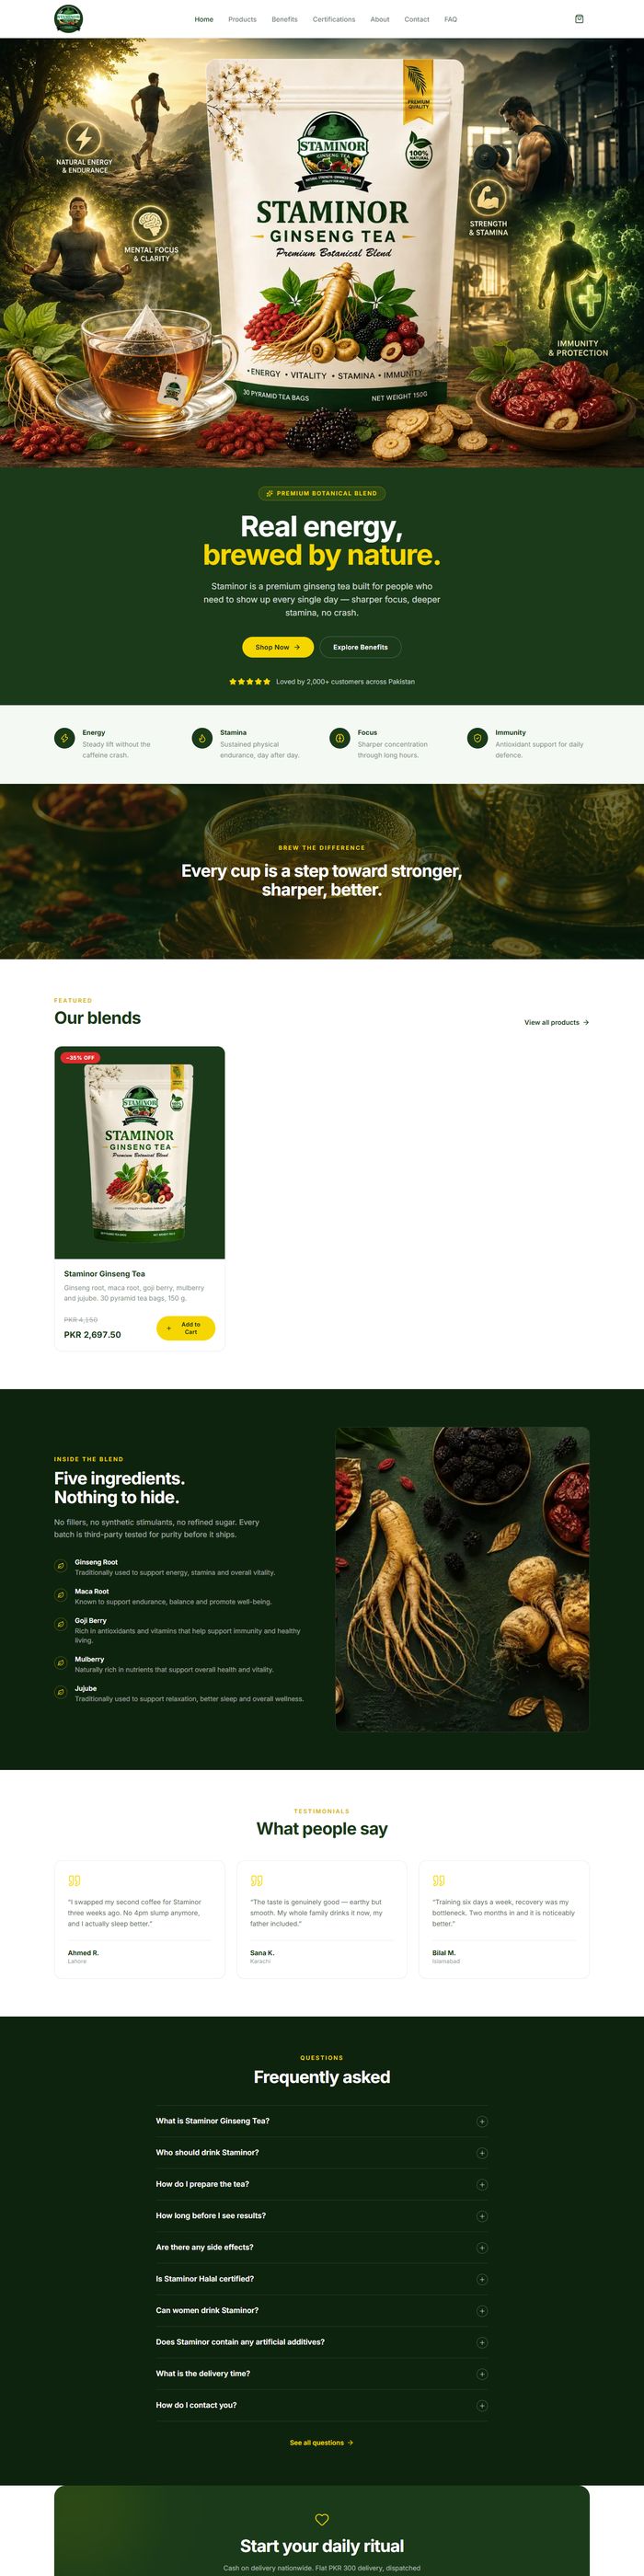 Home Products Benefits Certifications About Contact FAQ
PREMIUM
QUALITY
STAMINOR
GINSENG TEA
100%
NATURAL
NATURAL ENERGY
& ENDURANCE
MENTAL FOCUS
& CLARITY
STRENGTH
& STAMINA
IMMUNITY
& PROTECTION
STAMINOR
GINSENG TEA
Premium Botanical Blend
• ENERGY • VITALITY • STAMINA • IMMUNITY
30 PYRAMID TEA BAGS NET WEIGHT 150G
PREMIUM BOTANICAL BLEND
Real energy,
brewed by nature.
Staminor is a premium ginseng tea built for people who
need to show up every single day — sharper focus, deeper
stamina, no crash.
Shop Now → Explore Benefits
Loved by 2,000+ customers across Pakistan
Energy
Steady lift without the
caffeine crash.
Stamina
Sustained physical
endurance, day after day.
Focus
Sharper concentration
through long hours.
Immunity
Antioxidant support for daily
defence.
BREW THE DIFFERENCE
Every cup is a step toward stronger,
sharper, better.
FEATURED
Our blends
View all products →
−35% OFF
STAMINOR
GINSENG TEA
Premium Botanical Blend
Staminor Ginseng Tea
Ginseng root, maca root, goji berry, mulberry
and jujube. 30 pyramid tea bags, 150 g.
PKR 4,150
PKR 2,697.50
+ Add to
Cart
INSIDE THE BLEND
Five ingredients.
Nothing to hide.
No fillers, no synthetic stimulants, no refined sugar. Every
batch is third-party tested for purity before it ships.
Ginseng Root
Traditionally used to support energy, stamina and overall vitality.
Maca Root
Known to support endurance, balance and promote well-being.
Goji Berry
Rich in antioxidants and vitamins that help support immunity and healthy
living.
Mulberry
Naturally rich in nutrients that support overall health and vitality.
Jujube
Traditionally used to support relaxation, better sleep and overall wellness.
TESTIMONIALS
What people say
"I swapped my second coffee for Staminor
three weeks ago. No 4pm slump anymore,
and I actually sleep better."
Ahmed R.
Lahore
"The taste is genuinely good — earthy but
smooth. My whole family drinks it now, my
father included."
Sana K.
Karachi
"Training six days a week, recovery was my
bottleneck. Two months in and it is noticeably
better."
Bilal M.
Islamabad
QUESTIONS
Frequently asked
What is Staminor Ginseng Tea?
Who should drink Staminor?
How do I prepare the tea?
How long before I see results?
Are there any side effects?
Is Staminor Halal certified?
Can women drink Staminor?
Does Staminor contain any artificial additives?
What is the delivery time?
How do I contact you?
See all questions →
Start your daily ritual
Cash on delivery nationwide. Flat PKR 300 delivery, dispatched